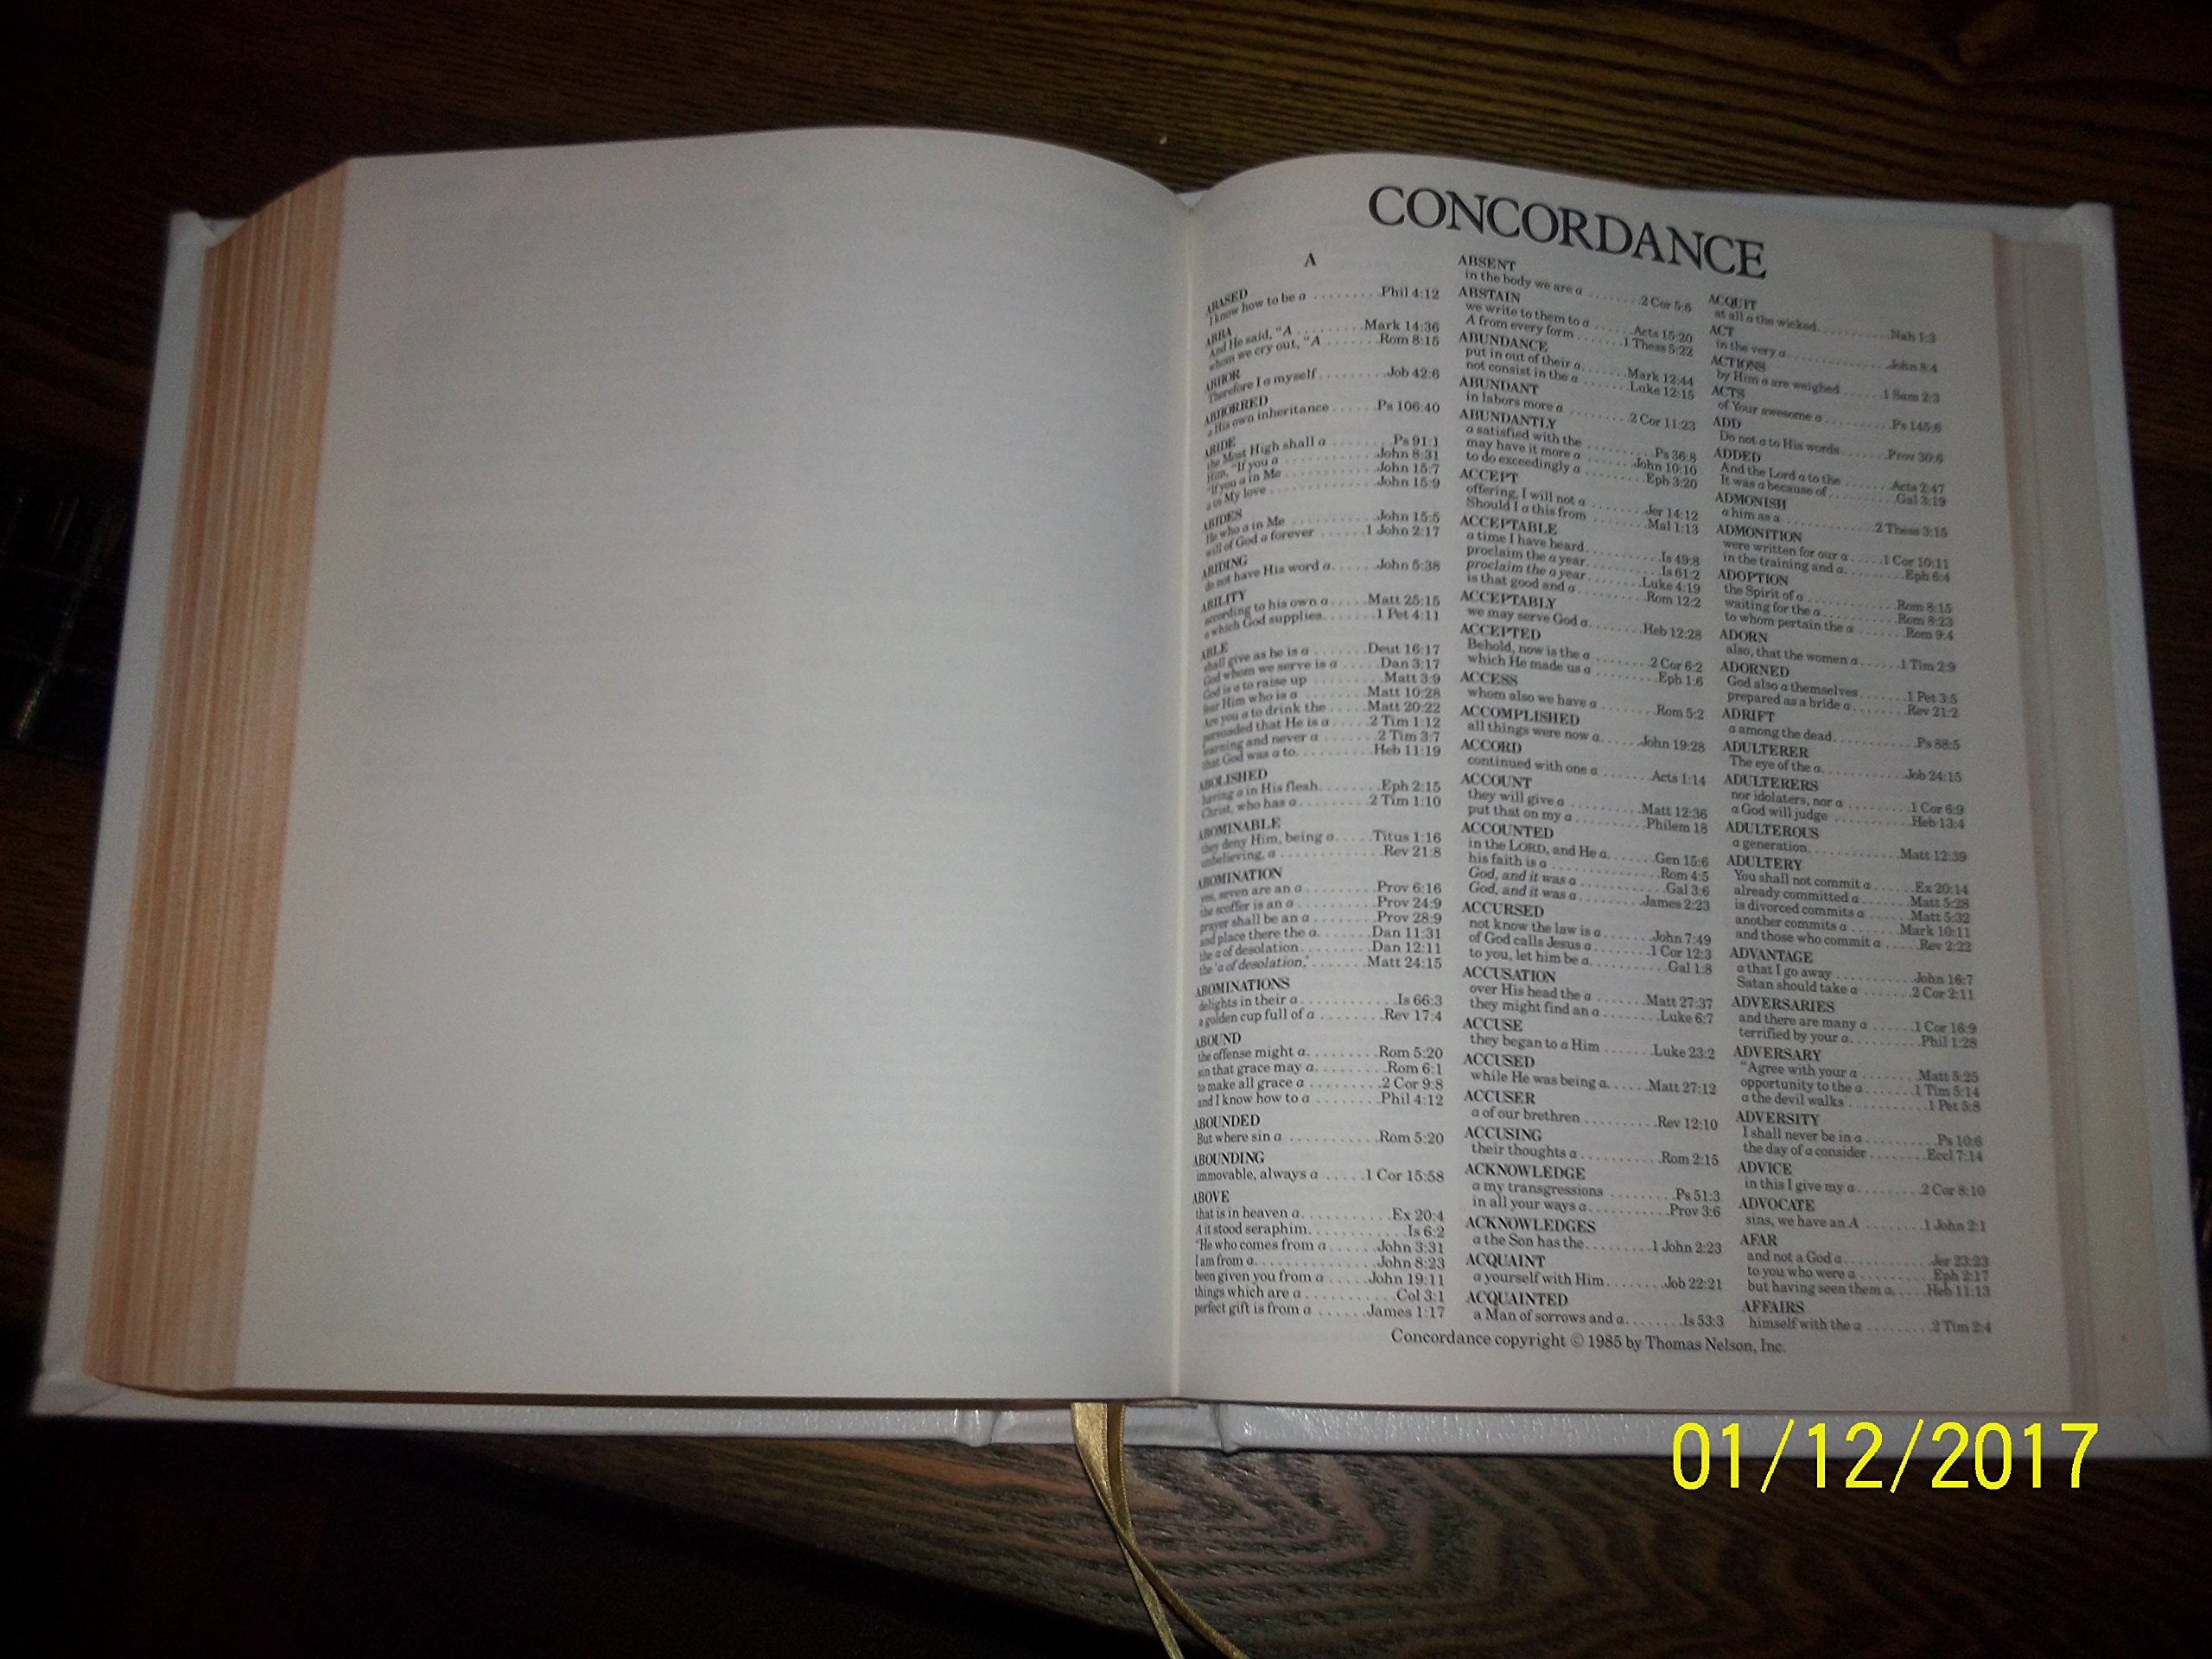 CONCORDANCE
A
ABASED
I know how to be a . . . . . . . . . Phil 4:12
ABBA
And He said, "A . . . . . . . . . Mark 14:36
whom we cry out, "A . . . . . . . Rom 8:15
ABHOR
Therefore I a myself . . . . . . . . . Job 42:6
ABHORRED
a His own inheritance . . . . . . Ps 106:40
ABIDE
the Most High shall a . . . . . . . . Ps 91:1
Him, "If you a . . . . . . . . . . John 8:31
"If you a in Me . . . . . . . . . . John 15:7
a in My love . . . . . . . . . . . . John 15:9
ABIDES
He who a in Me . . . . . . . . . John 15:5
will of God a forever . . . . . . 1 John 2:17
ABIDING
do not have His word a . . . . . John 5:38
ABILITY
according to his own a . . . . . Matt 25:15
a which God supplies . . . . . . 1 Pet 4:11
ABLE
shall give as he is a . . . . . . . Deut 16:17
God whom we serve is a . . . . . Dan 3:17
God is a to raise up . . . . . . . . . Matt 3:9
fear Him who is a . . . . . . . . Matt 10:28
Are you a to drink the . . . . . Matt 20:22
persuaded that He is a . . . . . 2 Tim 1:12
learning and never a . . . . . . . 2 Tim 3:7
that God was a to . . . . . . . . . Heb 11:19
ABOLISHED
having a in His flesh . . . . . . . . Eph 2:15
Christ, who has a . . . . . . . . . 2 Tim 1:10
ABOMINABLE
they deny Him, being a . . . . . Titus 1:16
unbelieving, a . . . . . . . . . . . . . Rev 21:8
ABOMINATION
yes, seven are an a . . . . . . . . . Prov 6:16
the scoffer is an a . . . . . . . . . . Prov 24:9
prayer shall be an a . . . . . . . . Prov 28:9
and place there the a . . . . . . . Dan 11:31
the a of desolation . . . . . . . . . Dan 12:11
the 'a of desolation,' . . . . . . . Matt 24:15
ABOMINATIONS
delights in their a . . . . . . . . . . . . Is 66:3
a golden cup full of a . . . . . . . . Rev 17:4
ABOUND
the offense might a . . . . . . . . . Rom 5:20
sin that grace may a . . . . . . . . . Rom 6:1
to make all grace a . . . . . . . . . 2 Cor 9:8
and I know how to a . . . . . . . . Phil 4:12
ABOUNDED
But where sin a . . . . . . . . . . . Rom 5:20
ABOUNDING
immovable, always a . . . . . 1 Cor 15:58
ABOVE
that is in heaven a . . . . . . . . . . . Ex 20:4
A it stood seraphim . . . . . . . . . . . . Is 6:2
"He who comes from a . . . . . . John 3:31
I am from a . . . . . . . . . . . . . . John 8:23
been given you from a . . . . . John 19:11
things which are a . . . . . . . . . . . Col 3:1
perfect gift is from a . . . . . . James 1:17
ABSENT
in the body we are a . . . . . . . . 2 Cor 5:6
ABSTAIN
we write to them to a . . . . . . Acts 15:20
A from every form . . . . . . . 1 Thess 5:22
ABUNDANCE
put in out of their a . . . . . . . Mark 12:44
not consist in the a . . . . . . . Luke 12:15
ABUNDANT
in labors more a . . . . . . . . . 2 Cor 11:23
ABUNDANTLY
a satisfied with the . . . . . . . . . . Ps 36:8
may have it more a . . . . . . . . John 10:10
to do exceedingly a . . . . . . . . . Eph 3:20
ACCEPT
offering, I will not a . . . . . . . . Jer 14:12
Should I a this from . . . . . . . . Mal 1:13
ACCEPTABLE
a time I have heard . . . . . . . . . . Is 49:8
proclaim the a year . . . . . . . . . . Is 61:2
proclaim the a year . . . . . . . . Luke 4:19
is that good and a . . . . . . . . . . Rom 12:2
ACCEPTABLY
we may serve God a . . . . . . . . Heb 12:28
ACCEPTED
Behold, now is the a . . . . . . . . 2 Cor 6:2
which He made us a . . . . . . . . . Eph 1:6
ACCESS
whom also we have a . . . . . . . . Rom 5:2
ACCOMPLISHED
all things were now a . . . . . . John 19:28
ACCORD
continued with one a . . . . . . . . Acts 1:14
ACCOUNT
they will give a . . . . . . . . . . Matt 12:36
put that on my a . . . . . . . . . Philem 18
ACCOUNTED
in the LORD, and He a . . . . . . . Gen 15:6
his faith is a . . . . . . . . . . . . . . Rom 4:5
God, and it was a . . . . . . . . . . . Gal 3:6
God, and it was a . . . . . . . . . James 2:23
ACCURSED
not know the law is a . . . . . . . John 7:49
of God calls Jesus a . . . . . . . . 1 Cor 12:3
to you, let him be a . . . . . . . . . . Gal 1:8
ACCUSATION
over His head the a . . . . . . . Matt 27:37
they might find an a . . . . . . . . Luke 6:7
ACCUSE
they began to a Him . . . . . . . Luke 23:2
ACCUSED
while He was being a . . . . . . Matt 27:12
ACCUSER
a of our brethren . . . . . . . . . . Rev 12:10
ACCUSING
their thoughts a . . . . . . . . . . Rom 2:15
ACKNOWLEDGE
a my transgressions . . . . . . . . . Ps 51:3
in all your ways a . . . . . . . . . . Prov 3:6
ACKNOWLEDGES
a the Son has the . . . . . . . . . 1 John 2:23
ACQUAINT
a yourself with Him . . . . . . . . Job 22:21
ACQUAINTED
a Man of sorrows and a . . . . . . . . Is 53:3
ACQUIT
at all a the wicked . . . . . . . . . . Nah 1:3
ACT
in the very a . . . . . . . . . . . . . John 8:4
ACTIONS
by Him a are weighed . . . . . . 1 Sam 2:3
ACTS
of Your awesome a . . . . . . . . . Ps 145:6
ADD
Do not a to His words . . . . . . . Prov 30:6
ADDED
And the Lord a to the . . . . . . . Acts 2:47
It was a because of . . . . . . . . . Gal 3:19
ADMONISH
a him as a . . . . . . . . . . . . . 2 Thess 3:15
ADMONITION
were written for our a . . . . . 1 Cor 10:11
in the training and a . . . . . . . . Eph 6:4
ADOPTION
the Spirit of a . . . . . . . . . . . . Rom 8:15
waiting for the a . . . . . . . . . . Rom 8:23
to whom pertain the a . . . . . . . Rom 9:4
ADORN
also, that the women a . . . . . . 1 Tim 2:9
ADORNED
God also a themselves . . . . . . . 1 Pet 3:5
prepared as a bride a . . . . . . . . Rev 21:2
ADRIFT
a among the dead . . . . . . . . . . . Ps 88:5
ADULTERER
The eye of the a . . . . . . . . . . . Job 24:15
ADULTERERS
nor idolaters, nor a . . . . . . . . . 1 Cor 6:9
a God will judge . . . . . . . . . . . Heb 13:4
ADULTEROUS
a generation . . . . . . . . . . . . . Matt 12:39
ADULTERY
You shall not commit a . . . . . . Ex 20:14
already committed a . . . . . . . Matt 5:28
is divorced commits a . . . . . . Matt 5:32
another commits a . . . . . . . . Mark 10:11
and those who commit a . . . . . Rev 2:22
ADVANTAGE
a that I go away . . . . . . . . . . . John 16:7
Satan should take a . . . . . . . . 2 Cor 2:11
ADVERSARIES
and there are many a . . . . . . 1 Cor 16:9
terrified by your a . . . . . . . . . Phil 1:28
ADVERSARY
"Agree with your a . . . . . . . . Matt 5:25
opportunity to the a . . . . . . . 1 Tim 5:14
a the devil walks . . . . . . . . . . 1 Pet 5:8
ADVERSITY
I shall never be in a . . . . . . . . . Ps 10:6
the day of a consider . . . . . . . . Eccl 7:14
ADVICE
in this I give my a . . . . . . . . . 2 Cor 8:10
ADVOCATE
sins, we have an A . . . . . . . . 1 John 2:1
AFAR
and not a God a . . . . . . . . . . . Jer 23:23
to you who were a . . . . . . . . . Eph 2:17
but having seen them a . . . . . Heb 11:13
AFFAIRS
himself with the a . . . . . . . . . 2 Tim 2:4
Concordance copyright © 1985 by Thomas Nelson, Inc.
01/12/2017